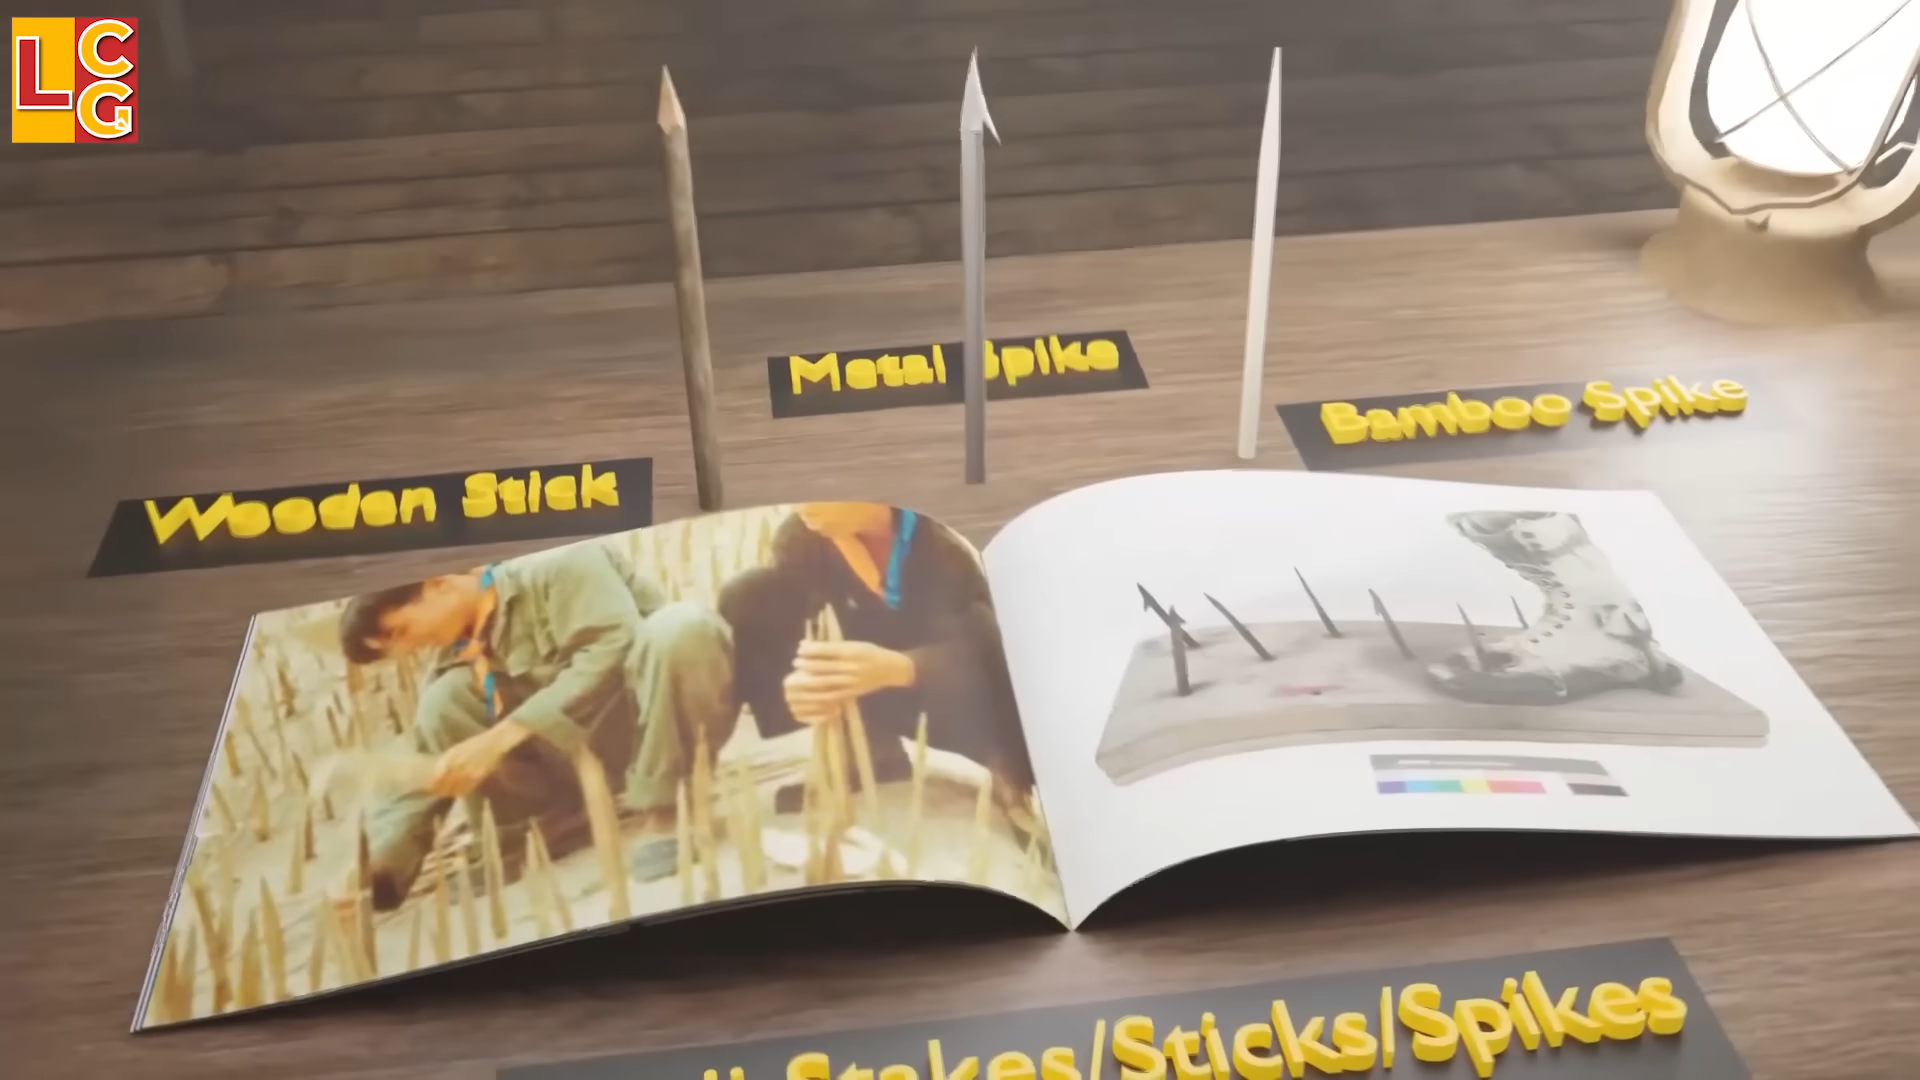 LCG
Metal Spike
Bamboo Spike
Wooden Stick
Stakes/Sticks/Spikes